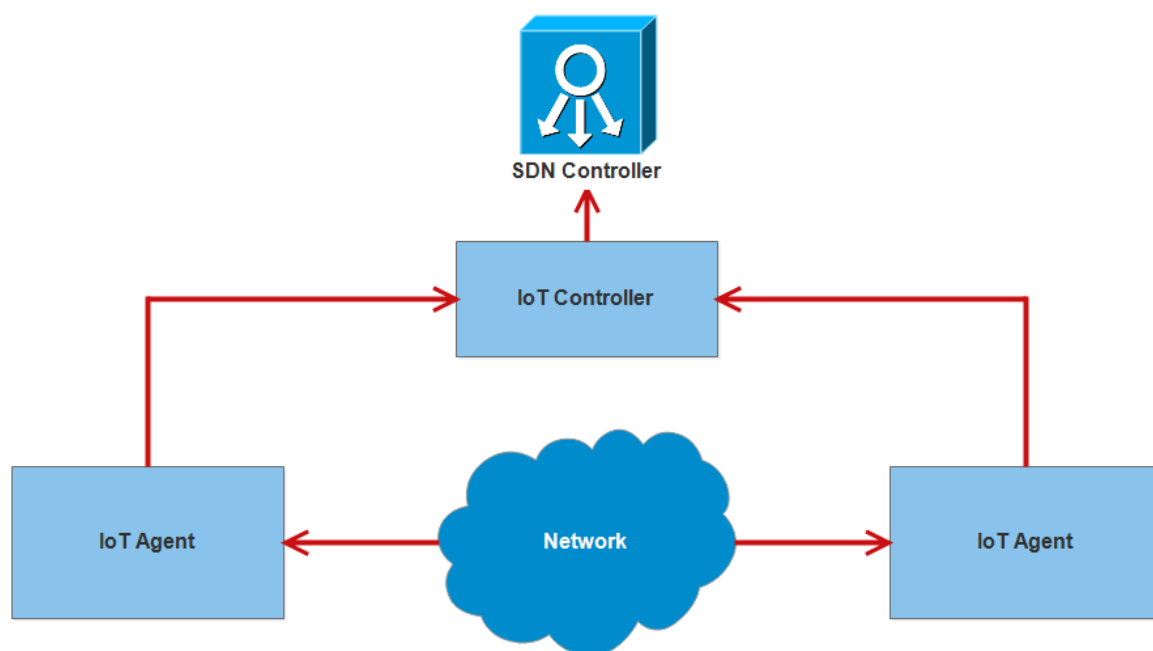 SDN Controller
IoT Controller
IoT Agent
Network
IoT Agent